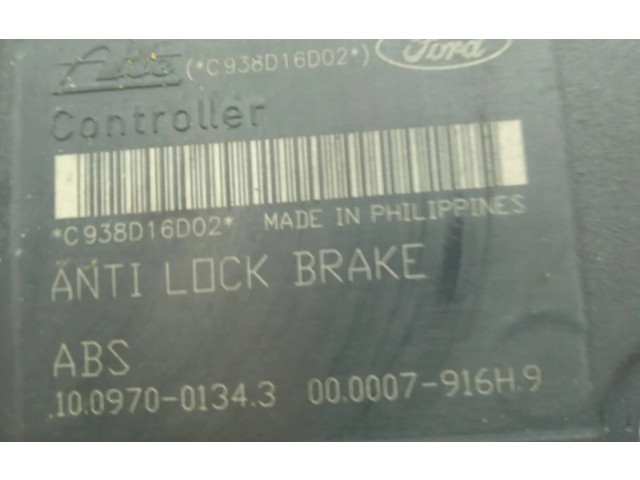 Ate (*C938D16D02*) Ford
Controller
*C938D16D02* MADE IN PHILIPPINES
ANTI LOCK BRAKE
ABS
.10.0970-0134.3 00.0007-916H.9